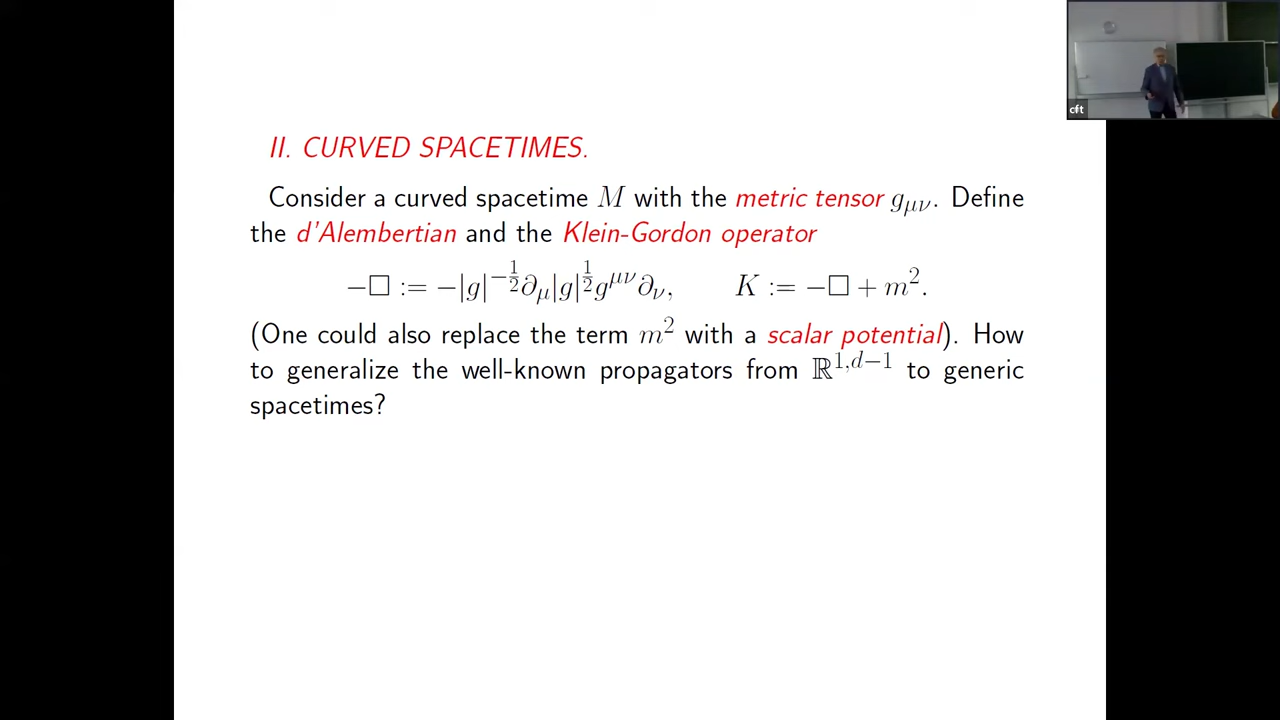 II. CURVED SPACETIMES.
Consider a curved spacetime M with the metric tensor g_{μν}. Define
the d'Alembertian and the Klein-Gordon operator
−□ := −|g|^{−1/2}∂_μ|g|^{1/2}g^{μν}∂_ν,   K := −□ + m².
(One could also replace the term m² with a scalar potential). How
to generalize the well-known propagators from ℝ^{1,d−1} to generic
spacetimes?
cft